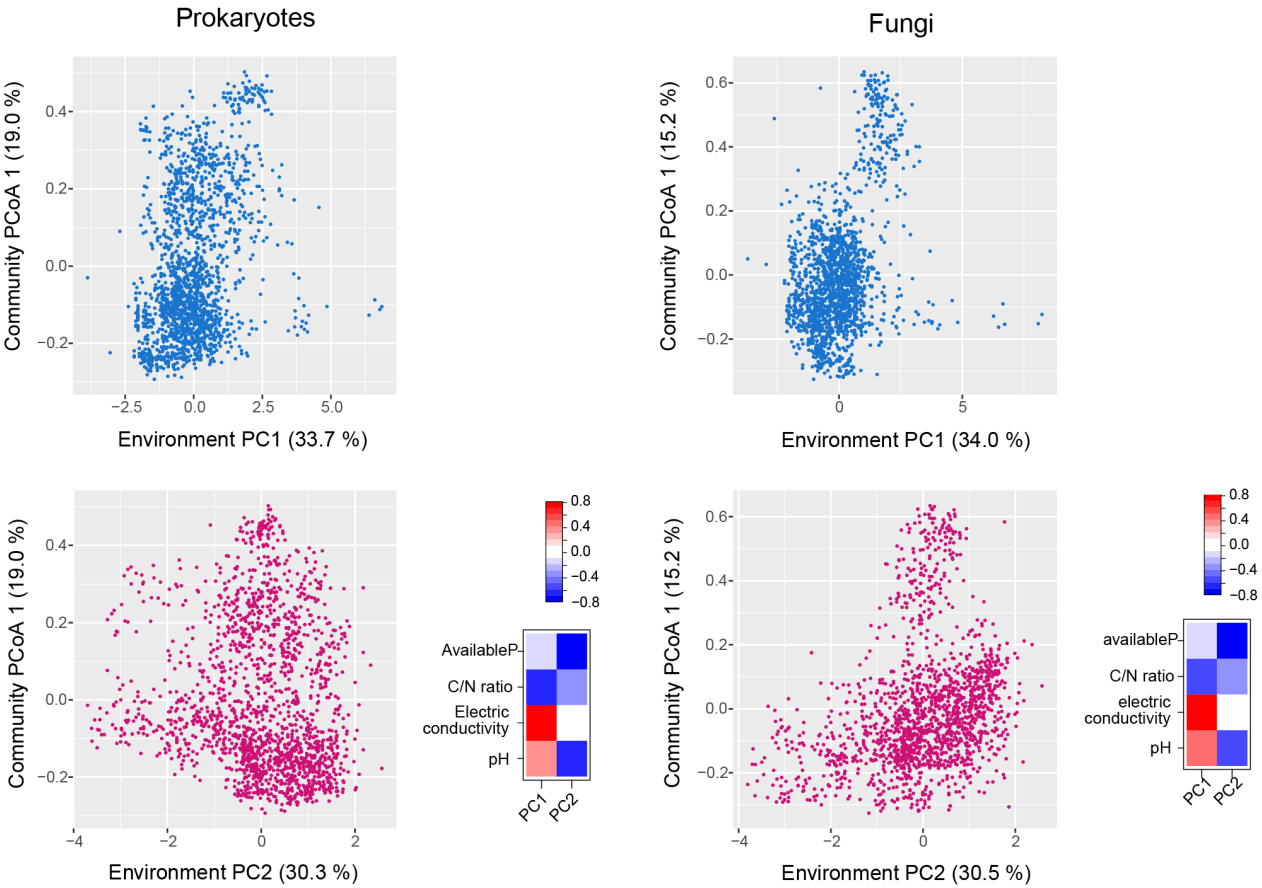 Prokaryotes
Community PCoA 1 (19.0 %)
0.4
0.2
0.0
−0.2
−2.5 0.0 2.5 5.0
Environment PC1 (33.7 %)
Fungi
Community PCoA 1 (15.2 %)
0.6
0.4
0.2
0.0
−0.2
0 5
Environment PC1 (34.0 %)
Community PCoA 1 (19.0 %)
0.4
0.2
0.0
−0.2
−4 −2 0 2
Environment PC2 (30.3 %)
0.8
0.4
0.0
−0.4
−0.8
AvailableP
C/N ratio
Electric
conductivity
pH
PC1 PC2
Community PCoA 1 (15.2 %)
0.6
0.4
0.2
0.0
−0.2
−4 −2 0 2
Environment PC2 (30.5 %)
0.8
0.4
0.0
−0.4
−0.8
availableP
C/N ratio
electric
conductivity
pH
PC1 PC2